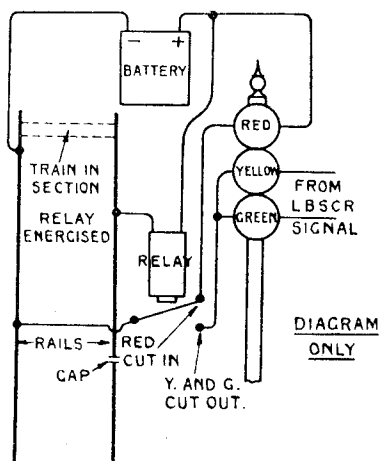 − +
BATTERY
RED
TRAIN IN
SECTION
YELLOW
FROM
LBSCR
SIGNAL
RELAY
ENERGISED
GREEN
RELAY
DIAGRAM
ONLY
RAILS
RED
CUT IN
GAP
Y. AND G.
CUT OUT.